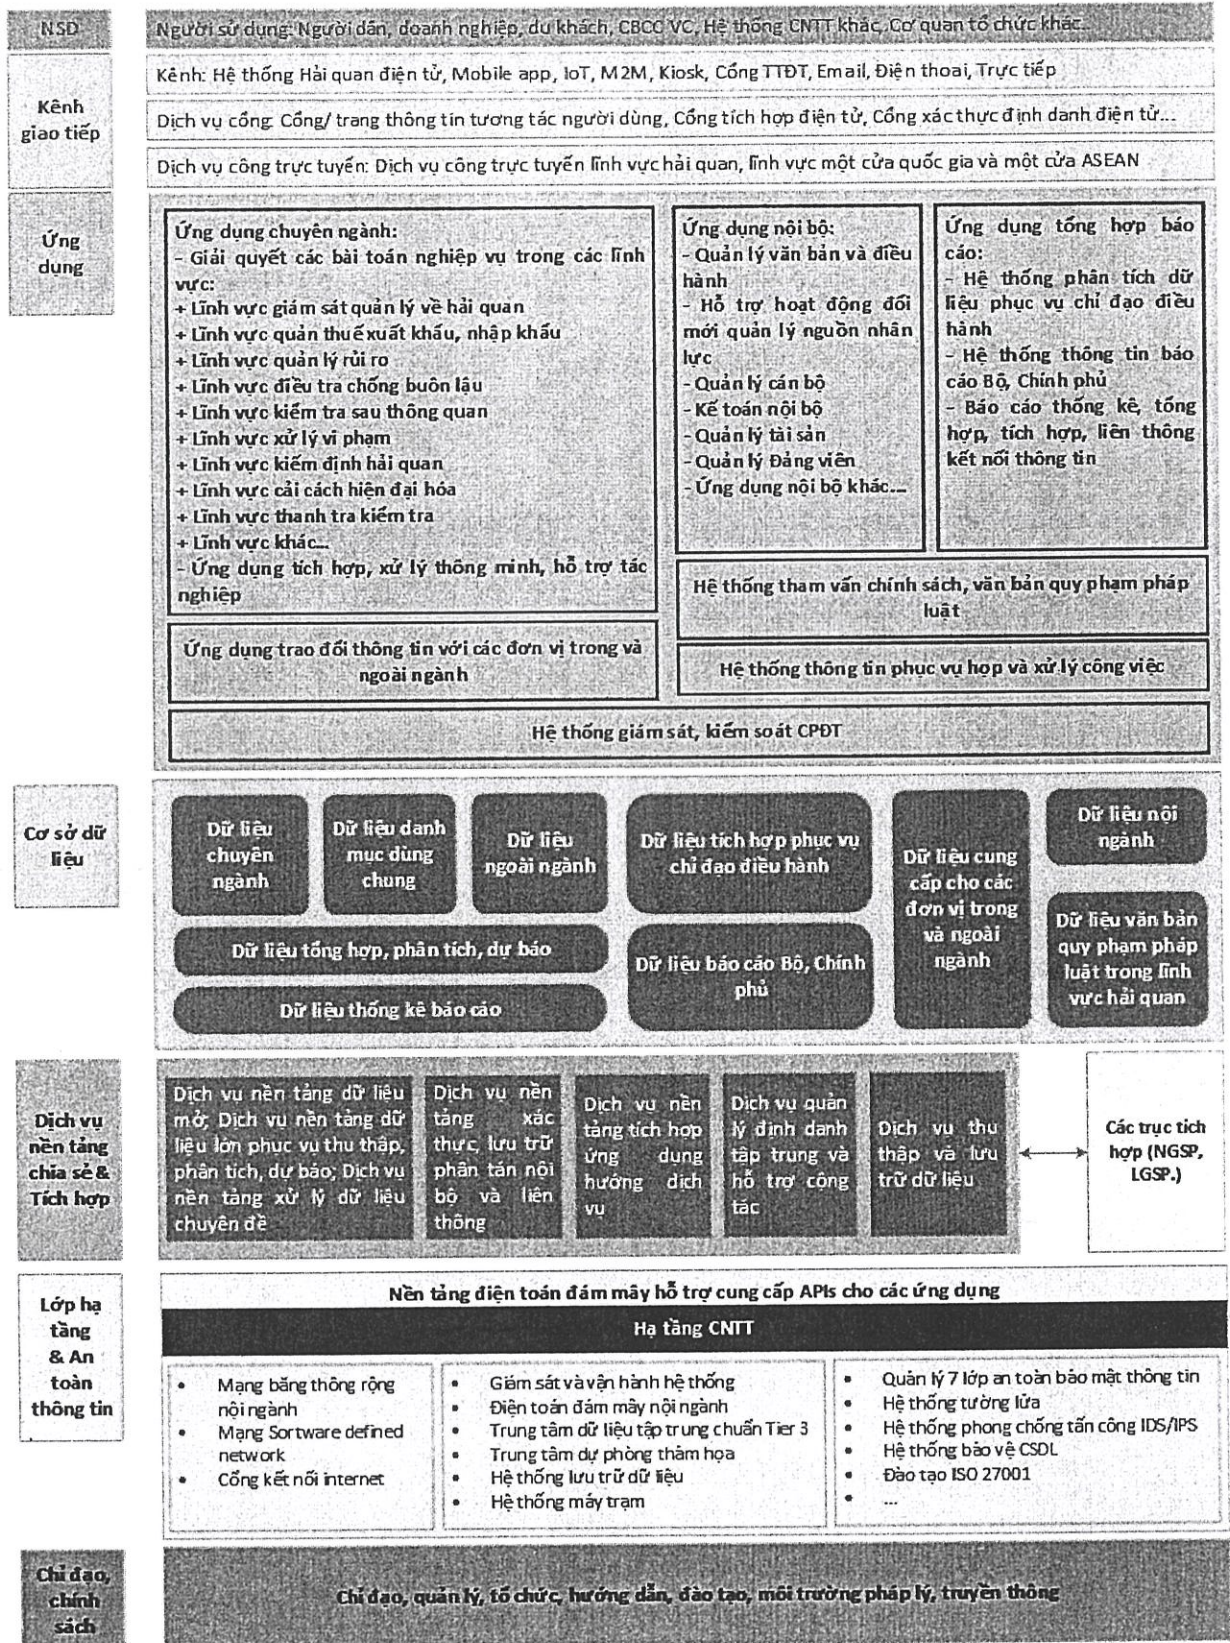 NSD
Người sử dụng: Người dân, doanh nghiệp, du khách, CBCC VC, Hệ thống CNTT khác, Cơ quan tổ chức khác...
Kênh
giao tiếp
Kênh: Hệ thống Hải quan điện tử, Mobile app, IoT, M2M, Kiosk, Cổng TTĐT, Email, Điện thoai, Trực tiếp
Dịch vụ cổng: Cổng/ trang thông tin tương tác người dùng, Cổng tích hợp điện tử, Cổng xác thực định danh điện tử...
Dịch vụ công trực tuyến: Dịch vụ công trực tuyến lĩnh vực hải quan, lĩnh vực một cửa quốc gia và một cửa ASEAN
Ứng
dụng
Ứng dụng chuyên ngành:
- Giải quyết các bài toán nghiệp vụ trong các lĩnh
vực:
+ Lĩnh vực giám sát quản lý về hải quan
+ Lĩnh vực quản thuế xuất khẩu, nhập khẩu
+ Lĩnh vực quản lý rủi ro
+ Lĩnh vực điều tra chống buôn lậu
+ Lĩnh vực kiểm tra sau thông quan
+ Lĩnh vực xử lý vi phạm
+ Lĩnh vực kiểm định hải quan
+ Lĩnh vực cải cách hiện đại hóa
+ Lĩnh vực thanh tra kiểm tra
+ Lĩnh vực khác...
- Ứng dụng tích hợp, xử lý thông minh, hỗ trợ tác
nghiệp
Ứng dụng nội bộ:
- Quản lý văn bản và điều
hành
- Hỗ trợ hoạt động đổi
mới quản lý nguồn nhân
lực
- Quản lý cán bộ
- Kế toán nội bộ
- Quản lý tài sản
- Quản lý Đảng viên
- Ứng dụng nội bộ khác...
Ứng dụng tổng hợp báo
cáo:
- Hệ thống phân tích dữ
liệu phục vụ chỉ đạo điều
hành
- Hệ thống thông tin báo
cáo Bộ, Chính phủ
- Báo cáo thống kê, tổng
hợp, tích hợp, liên thông
kết nối thông tin
Ứng dụng trao đổi thông tin với các đơn vị trong và
ngoài ngành
Hệ thống tham vấn chính sách, văn bản quy phạm pháp
luật
Hệ thống thông tin phục vụ họp và xử lý công việc
Hệ thống giám sát, kiểm soát CPĐT
Cơ sở dữ
liệu
Dữ liệu
chuyên
ngành
Dữ liệu danh
mục dùng
chung
Dữ liệu
ngoài ngành
Dữ liệu tổng hợp, phân tích, dự báo
Dữ liệu thống kê báo cáo
Dữ liệu tích hợp phục vụ
chỉ đạo điều hành
Dữ liệu báo cáo Bộ, Chính
phủ
Dữ liệu cung
cấp cho các
đơn vị trong
và ngoài
ngành
Dữ liệu nội
ngành
Dữ liệu văn bản
quy phạm pháp
luật trong lĩnh
vực hải quan
Dịch vụ
nền tảng
chia sẻ &
Tích hợp
Dịch vụ nền tảng dữ liệu
mở; Dịch vụ nền tảng dữ
liệu lớn phục vụ thu thập,
phân tích, dự báo; Dịch vụ
nền tảng xử lý dữ liệu
chuyên đề
Dịch vụ nền
tảng xác
thực, lưu trữ
phân tán nội
bộ và liên
thông
Dịch vụ nền
tảng tích hợp
ứng dụng
hướng dịch
vụ
Dịch vụ quản
lý định danh
tập trung và
hỗ trợ cộng
tác
Dịch vụ thu
thập và lưu
trữ dữ liệu
Các trục tích
hợp (NGSP,
LGSP.)
Lớp hạ
tầng
& An
toàn
thông tin
Nền tảng điện toán đám mây hỗ trợ cung cấp APIs cho các ứng dụng
Hạ tầng CNTT
• Mạng băng thông rộng
nội ngành
• Mạng Sortware defined
network
• Cổng kết nối internet
• Giám sát và vận hành hệ thống
• Điện toán đám mây nội ngành
• Trung tâm dữ liệu tập trung chuẩn Tier 3
• Trung tâm dự phòng thảm họa
• Hệ thống lưu trữ dữ liệu
• Hệ thống máy trạm
• Quản lý 7 lớp an toàn bảo mật thông tin
• Hệ thống tường lửa
• Hệ thống phong chống tấn công IDS/IPS
• Hệ thống bảo vệ CSDL
• Đào tạo ISO 27001
• ...
Chỉ đạo,
chính
sách
Chỉ đạo, quản lý, tổ chức, hướng dẫn, đào tạo, môi trường pháp lý, truyền thông